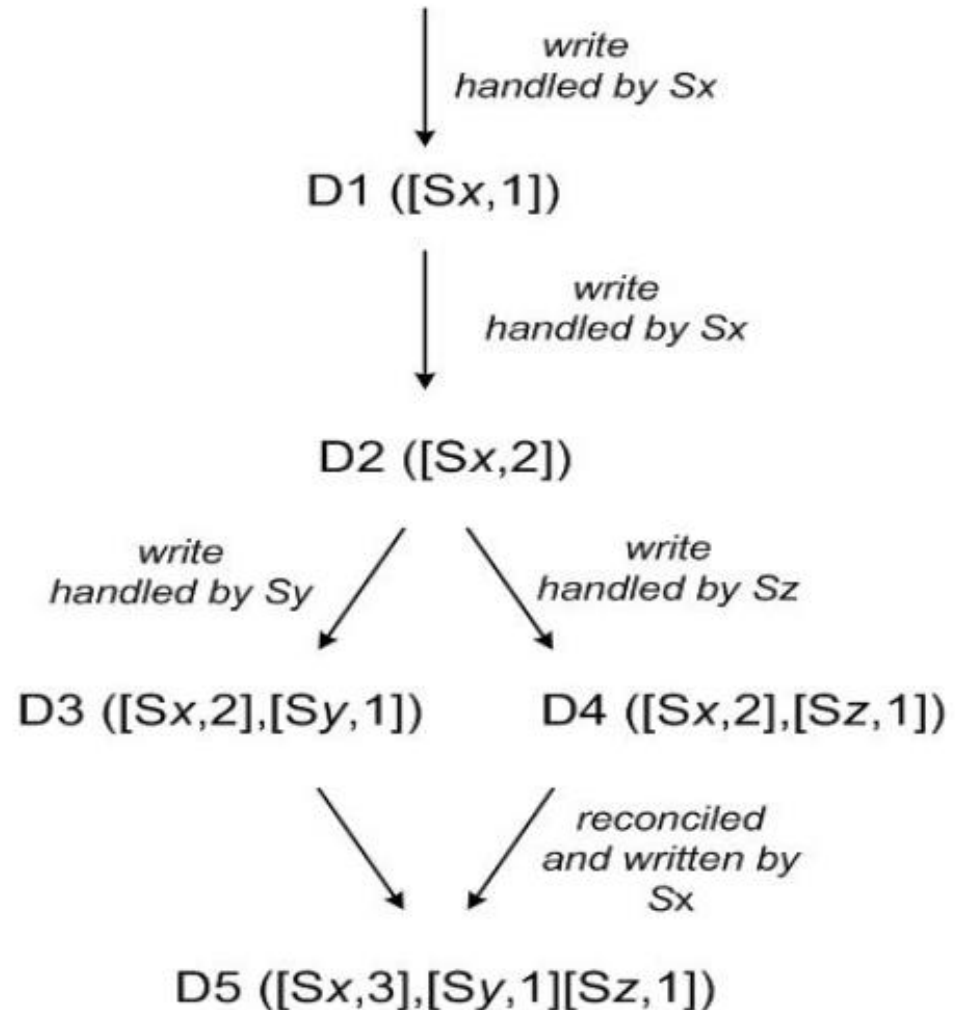 write
handled by Sx
D1 ([Sx,1])
write
handled by Sx
D2 ([Sx,2])
write
handled by Sy
write
handled by Sz
D3 ([Sx,2],[Sy,1])
D4 ([Sx,2],[Sz,1])
reconciled
and written by
Sx
D5 ([Sx,3],[Sy,1][Sz,1])